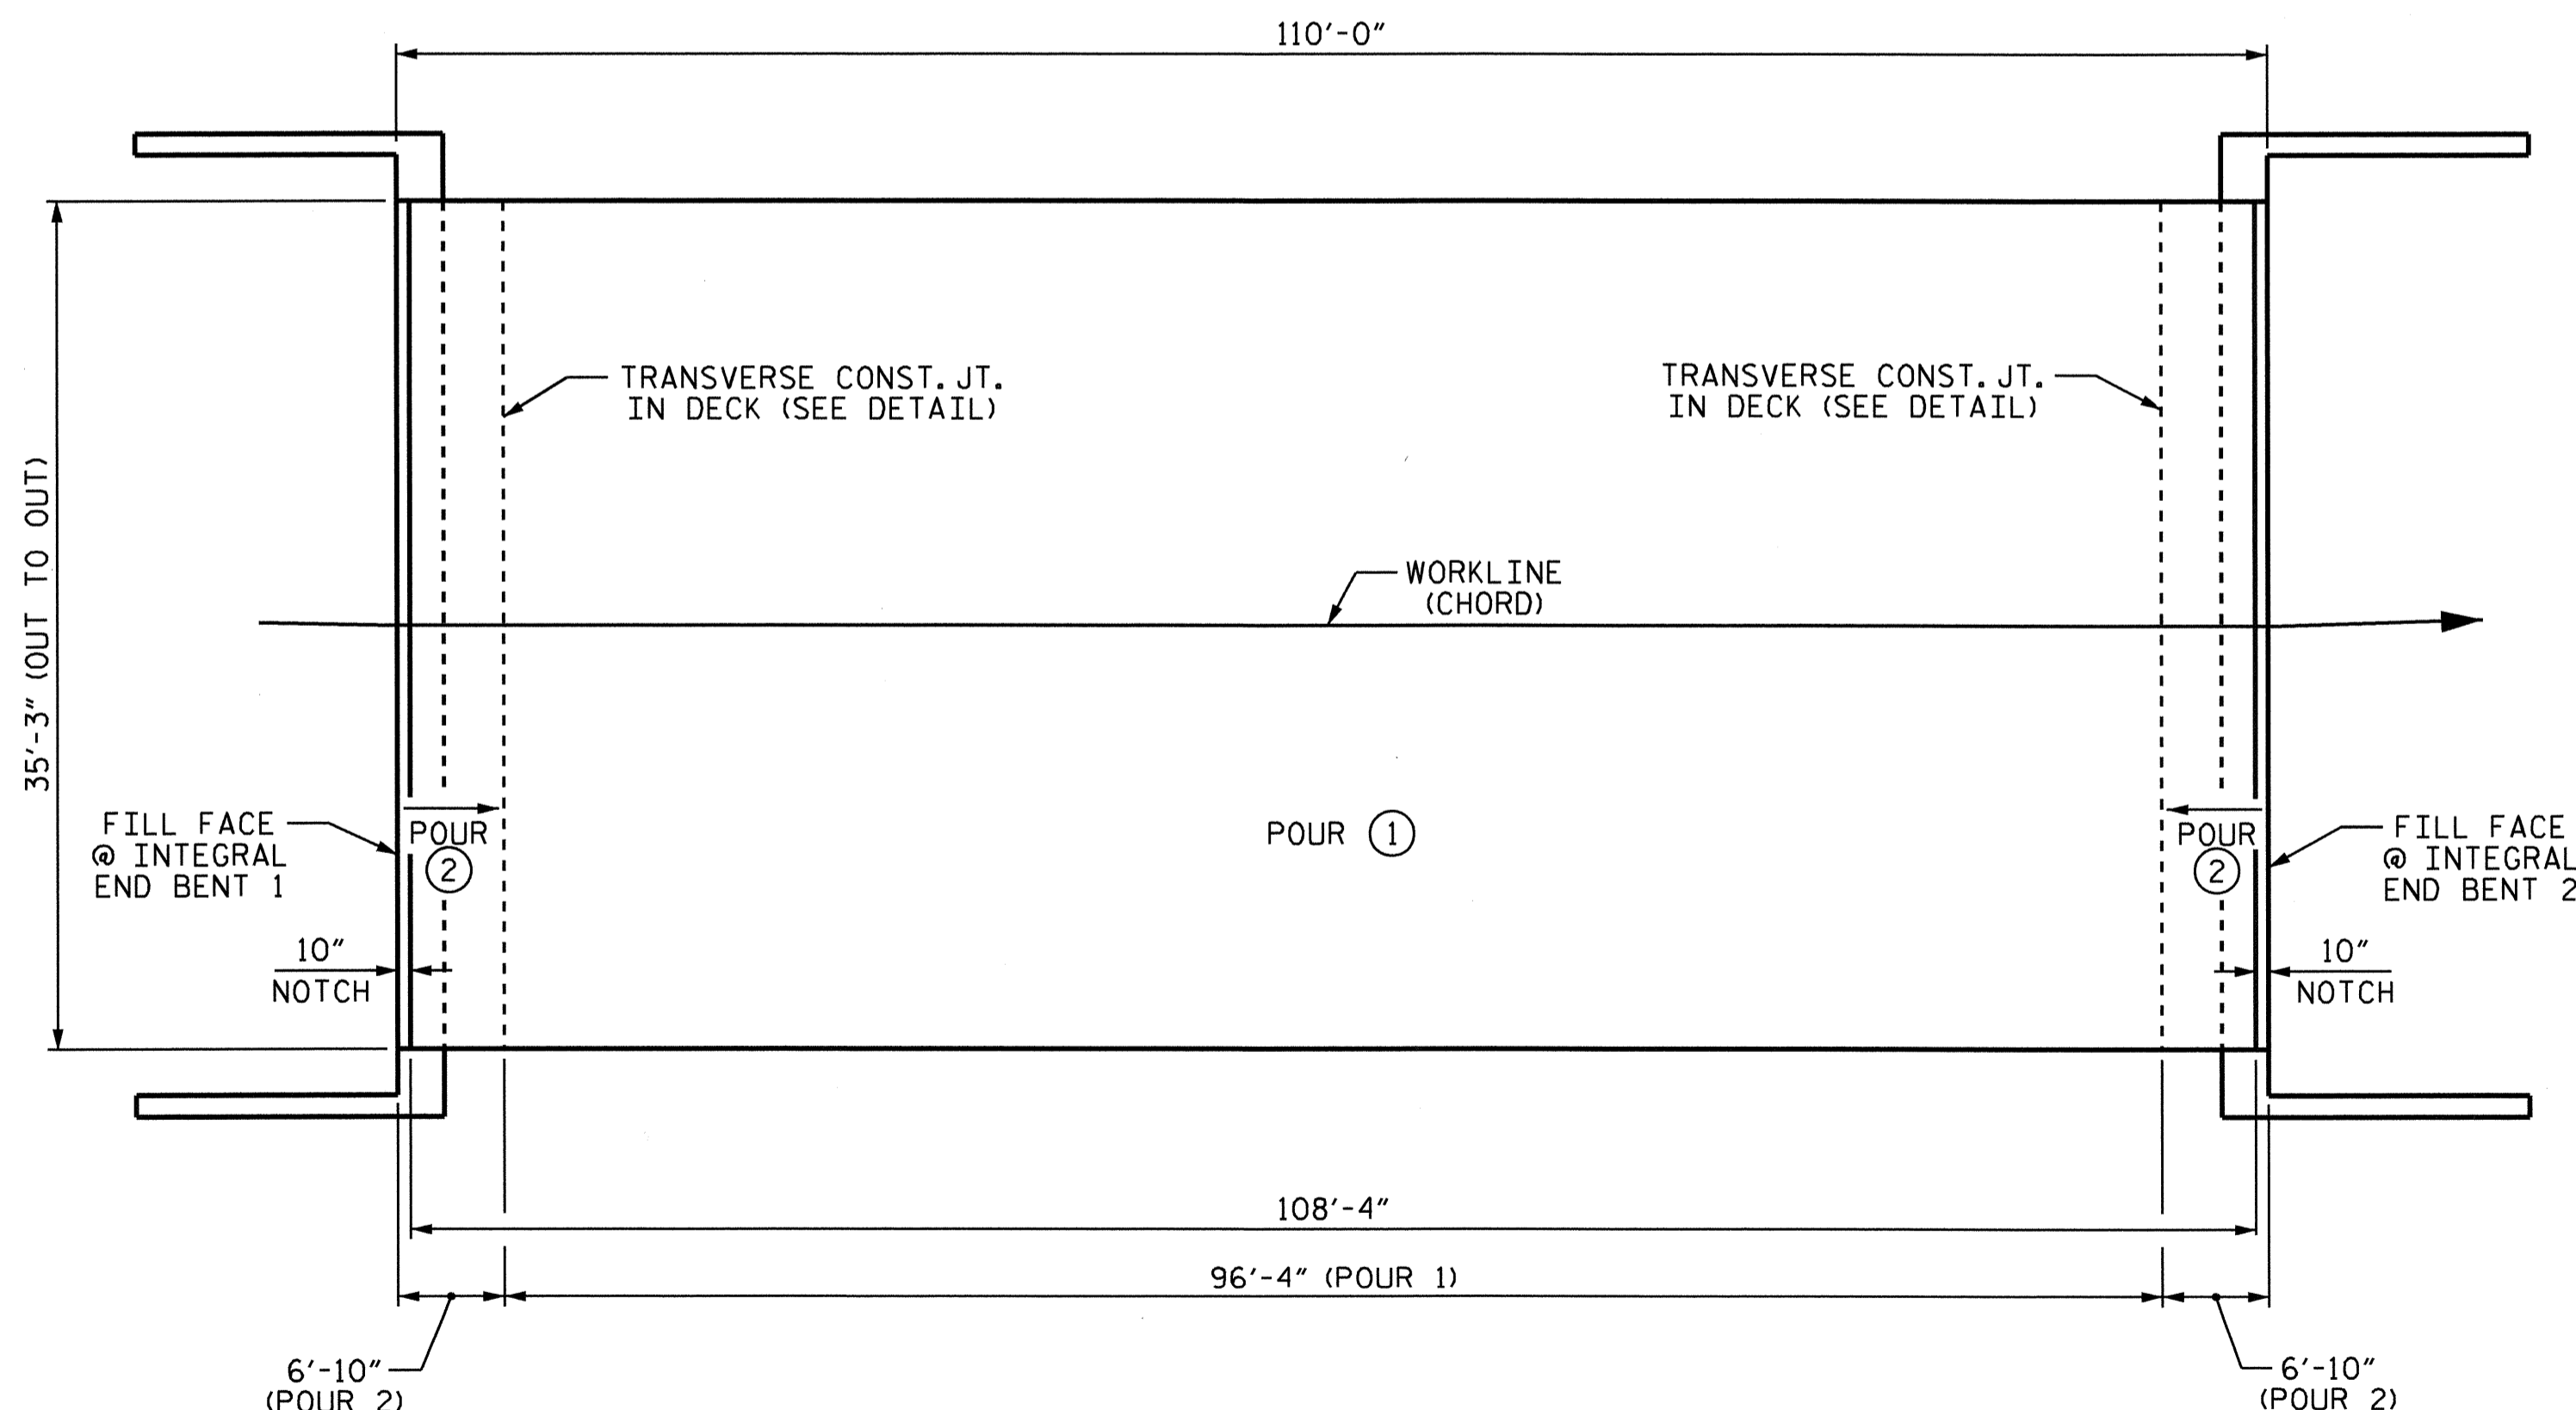 110'-0"
TRANSVERSE CONST. JT.
IN DECK (SEE DETAIL)
TRANSVERSE CONST. JT.
IN DECK (SEE DETAIL)
35'-3" (OUT TO OUT)
WORKLINE
(CHORD)
FILL FACE
@ INTEGRAL
END BENT 1
POUR
2
POUR 1
POUR
2
FILL FACE
@ INTEGRAL
END BENT 2
10"
NOTCH
10"
NOTCH
108'-4"
96'-4" (POUR 1)
6'-10"
(POUR 2)
6'-10"
(POUR 2)